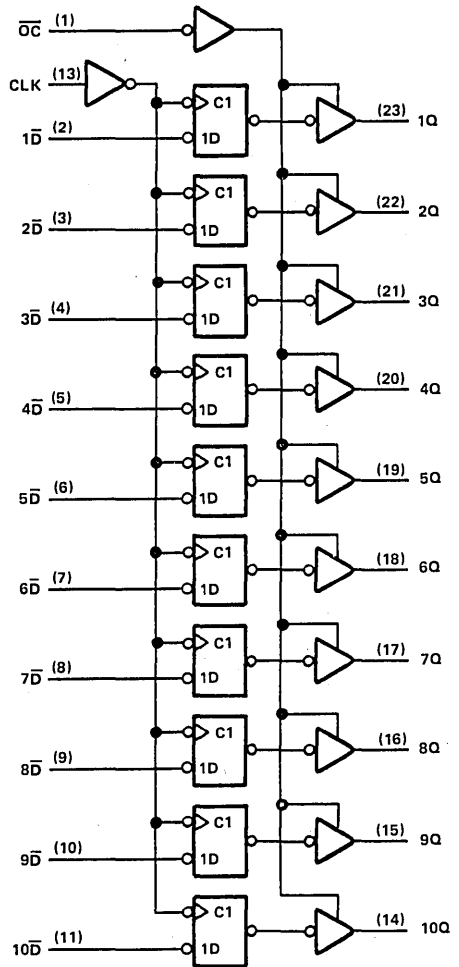 O̅C̅ (1)
CLK (13)
C1
1D̅ (2)
1D
(23) 1Q
C1
2D̅ (3)
1D
(22) 2Q
C1
3D̅ (4)
1D
(21) 3Q
C1
4D̅ (5)
1D
(20) 4Q
C1
5D̅ (6)
1D
(19) 5Q
C1
6D̅ (7)
1D
(18) 6Q
C1
7D̅ (8)
1D
(17) 7Q
C1
8D̅ (9)
1D
(16) 8Q
C1
9D̅ (10)
1D
(15) 9Q
C1
10D̅ (11)
1D
(14) 10Q